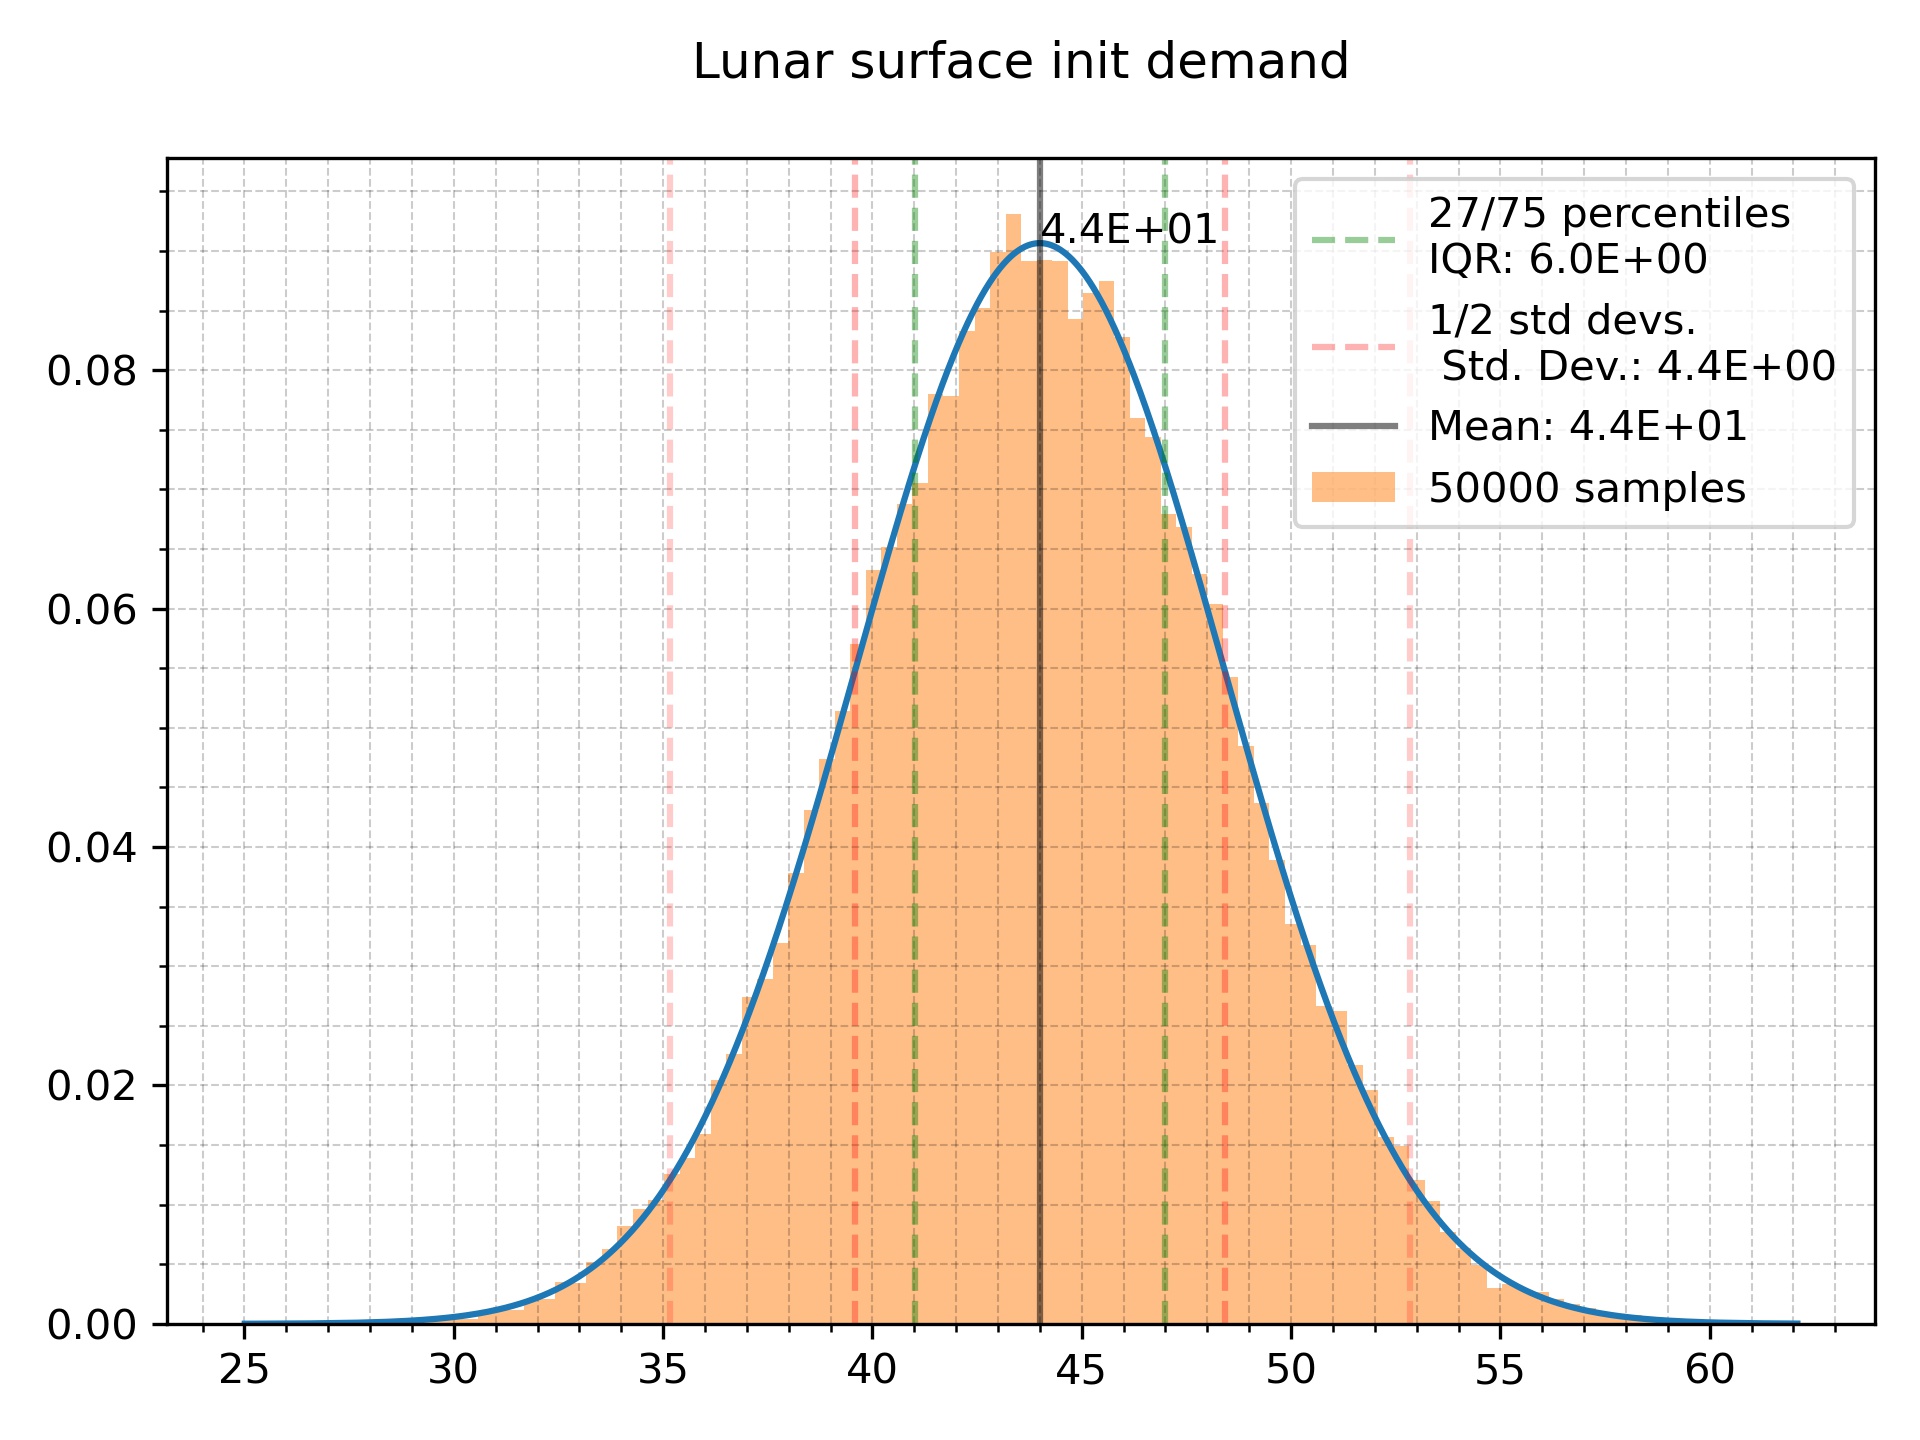 Lunar surface init demand
4.4E+01
27/75 percentiles
IQR: 6.0E+00
1/2 std devs.
Std. Dev.: 4.4E+00
Mean: 4.4E+01
50000 samples
0.08
0.06
0.04
0.02
0.00
25 30 35 40 45 50 55 60